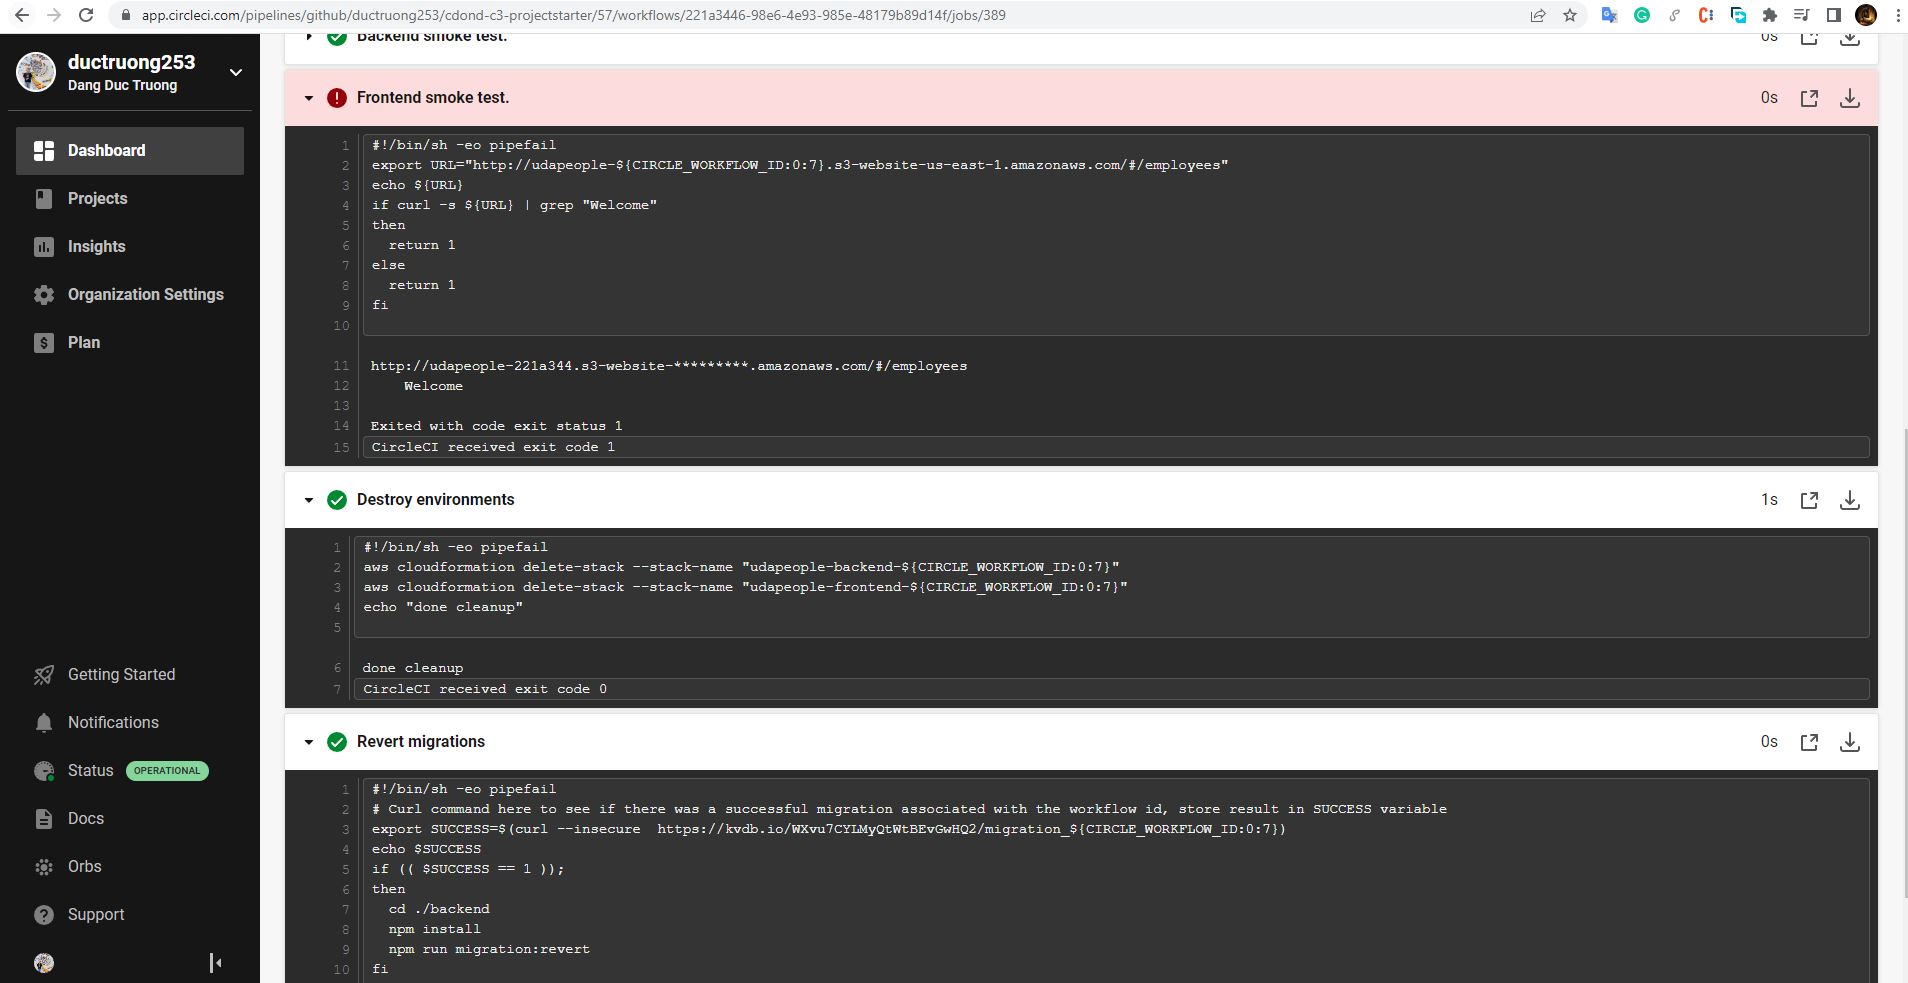 app.circleci.com/pipelines/github/ductruong253/cdond-c3-projectstarter/57/workflows/221a3446-98e6-4e93-985e-48179b89d14f/jobs/389
ductruong253
Dang Duc Truong
Dashboard
Projects
Insights
Organization Settings
Plan
Getting Started
Notifications
Status OPERATIONAL
Docs
Orbs
Support
Backend smoke test. 0s
Frontend smoke test. 0s
1 #!/bin/sh -eo pipefail
2 export URL="http://udapeople-${CIRCLE_WORKFLOW_ID:0:7}.s3-website-us-east-1.amazonaws.com/#/employees"
3 echo ${URL}
4 if curl -s ${URL} | grep "Welcome"
5 then
6 return 1
7 else
8 return 1
9 fi
10
11 http://udapeople-221a344.s3-website-*********.amazonaws.com/#/employees
12 Welcome
13
14 Exited with code exit status 1
15 CircleCI received exit code 1
Destroy environments 1s
1 #!/bin/sh -eo pipefail
2 aws cloudformation delete-stack --stack-name "udapeople-backend-${CIRCLE_WORKFLOW_ID:0:7}"
3 aws cloudformation delete-stack --stack-name "udapeople-frontend-${CIRCLE_WORKFLOW_ID:0:7}"
4 echo "done cleanup"
5
6 done cleanup
7 CircleCI received exit code 0
Revert migrations 0s
1 #!/bin/sh -eo pipefail
2 # Curl command here to see if there was a successful migration associated with the workflow id, store result in SUCCESS variable
3 export SUCCESS=$(curl --insecure  https://kvdb.io/WXvu7CYLMyQtWtBEvGwHQ2/migration_${CIRCLE_WORKFLOW_ID:0:7})
4 echo $SUCCESS
5 if (( $SUCCESS == 1 ));
6 then
7 cd ./backend
8 npm install
9 npm run migration:revert
10 fi